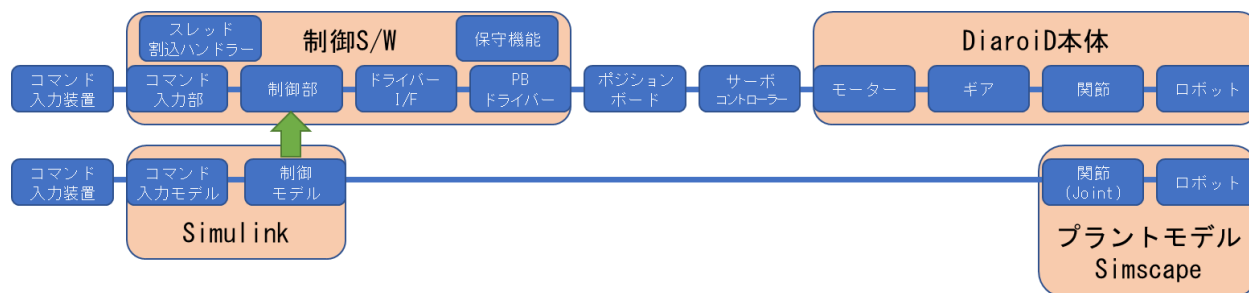 スレッド
割込ハンドラー
制御S/W
保守機能
DiaroiD本体
コマンド
入力装置
コマンド
入力部
制御部
ドライバー
I/F
PB
ドライバー
ポジション
ボード
サーボ
コントローラー
モーター
ギア
関節
ロボット
コマンド
入力装置
コマンド
入力モデル
制御
モデル
関節
(Joint)
ロボット
Simulink
プラントモデル
Simscape